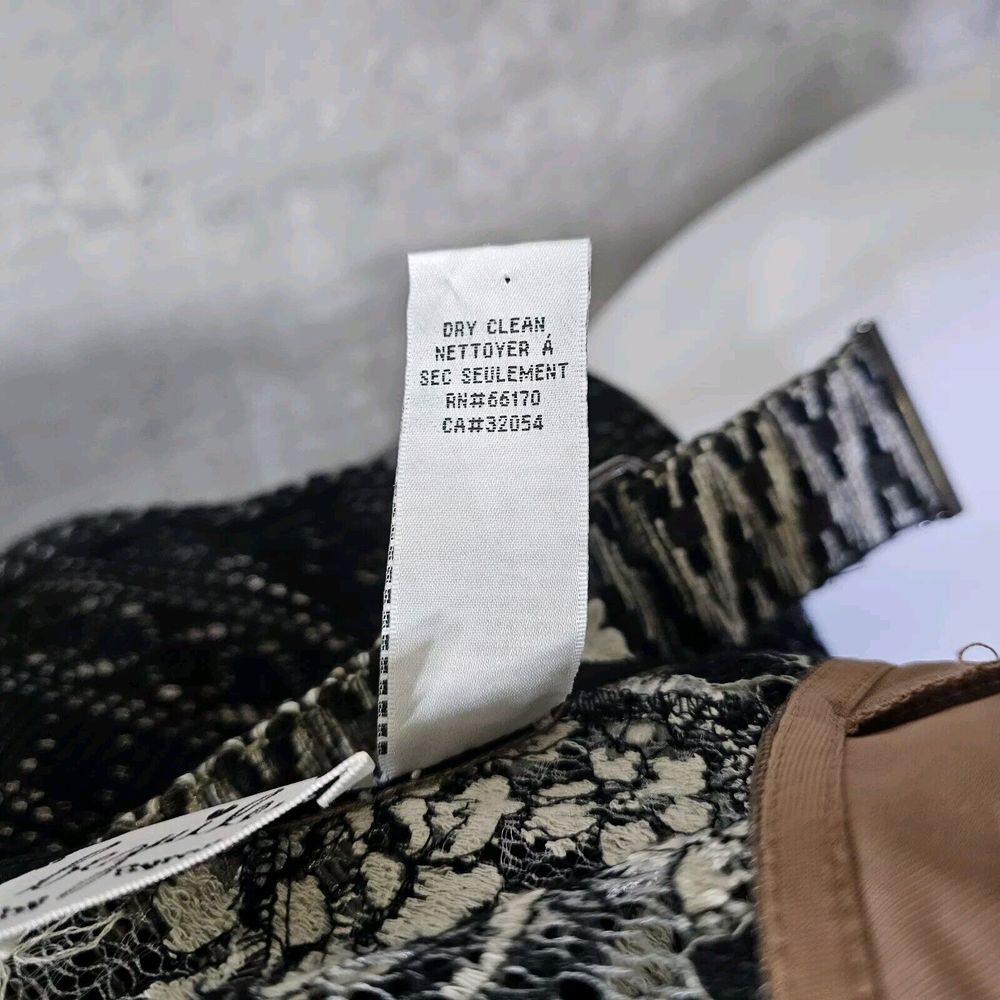 DRY CLEAN,
NETTOYER Á
SEC SEULEMENT
RN#66170
CA#32054